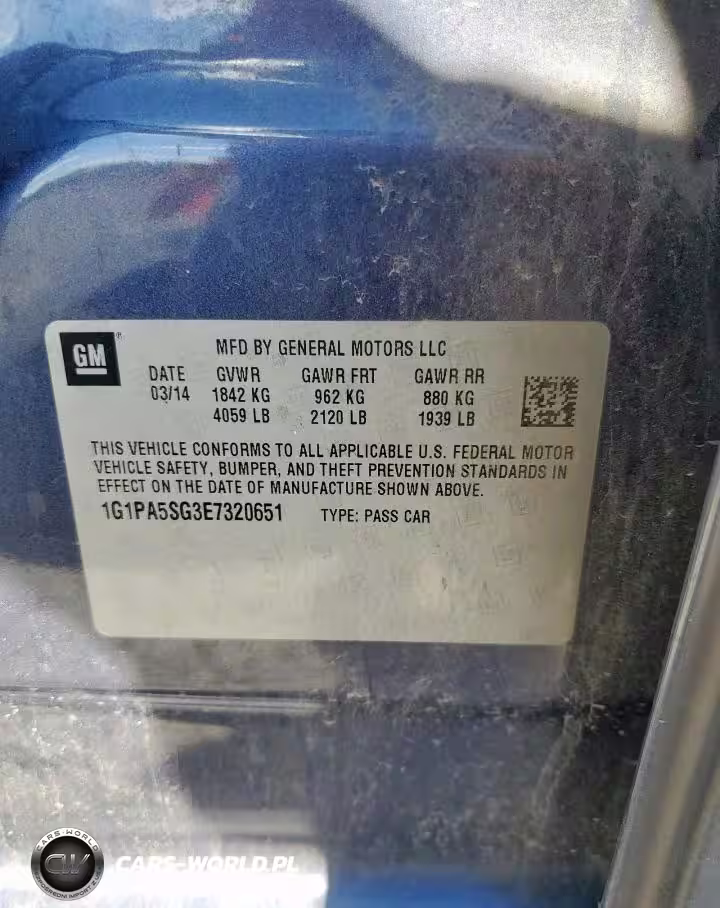 GM
MFD BY GENERAL MOTORS LLC
DATE GVWR GAWR FRT GAWR RR
03/14 1842 KG 962 KG 880 KG
4059 LB 2120 LB 1939 LB
THIS VEHICLE CONFORMS TO ALL APPLICABLE U.S. FEDERAL MOTOR
VEHICLE SAFETY, BUMPER, AND THEFT PREVENTION STANDARDS IN
EFFECT ON THE DATE OF MANUFACTURE SHOWN ABOVE.
1G1PA5SG3E7320651 TYPE: PASS CAR
CARS-WORLD
CW
CARS-WORLD.PL